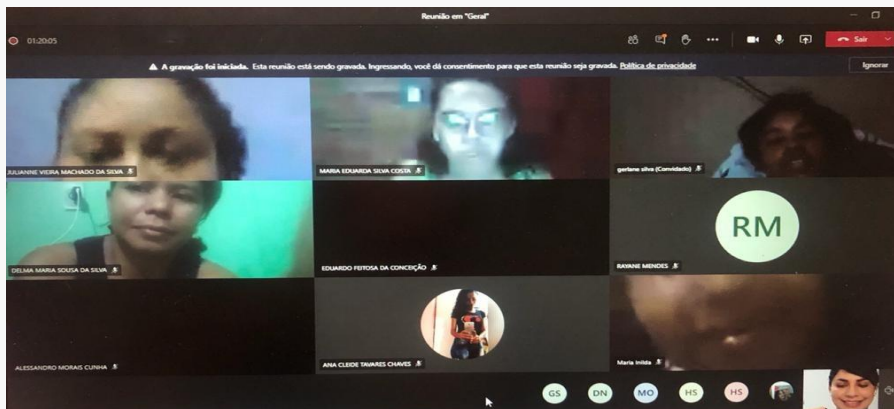 Reunião em "Geral"
01:20:05
Sair
A gravação foi iniciada. Esta reunião está sendo gravada. Ingressando, você dá consentimento para que esta reunião seja gravada. Política de privacidade
Ignorar
JULIANNE VIEIRA MACHADO DA SILVA
MARIA EDUARDA SILVA COSTA
gerlane silva (Convidado)
DELMA MARIA SOUSA DA SILVA
EDUARDO FEITOSA DA CONCEIÇÃO
RM
RAYANE MENDES
ALESSANDRO MORAIS CUNHA
ANA CLEIDE TAVARES CHAVES
Maria Inilda
GS
DN
MO
HS
HS